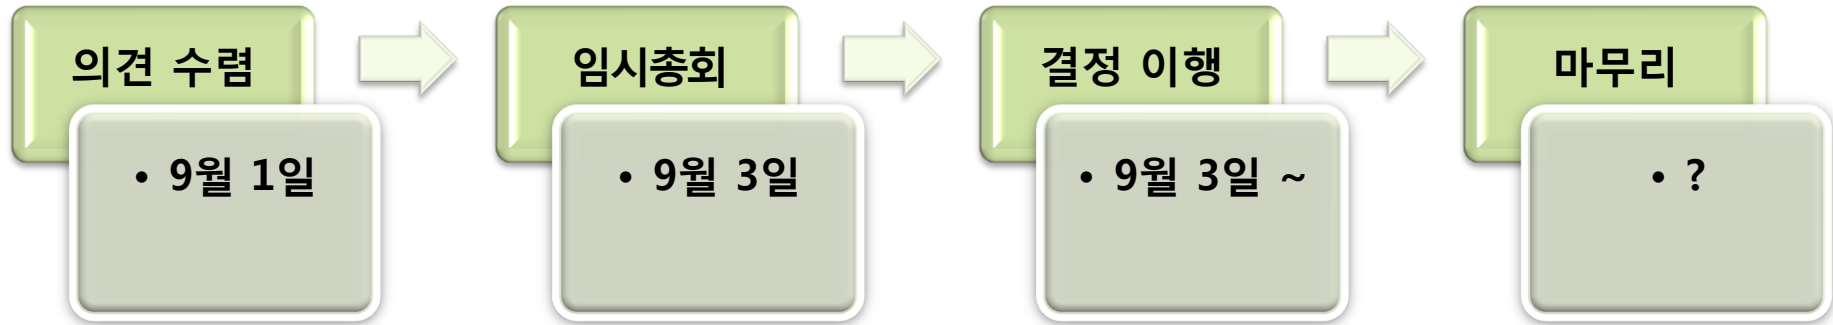 의견 수렴
• 9월 1일
임시총회
• 9월 3일
결정 이행
• 9월 3일 ~
마무리
• ?